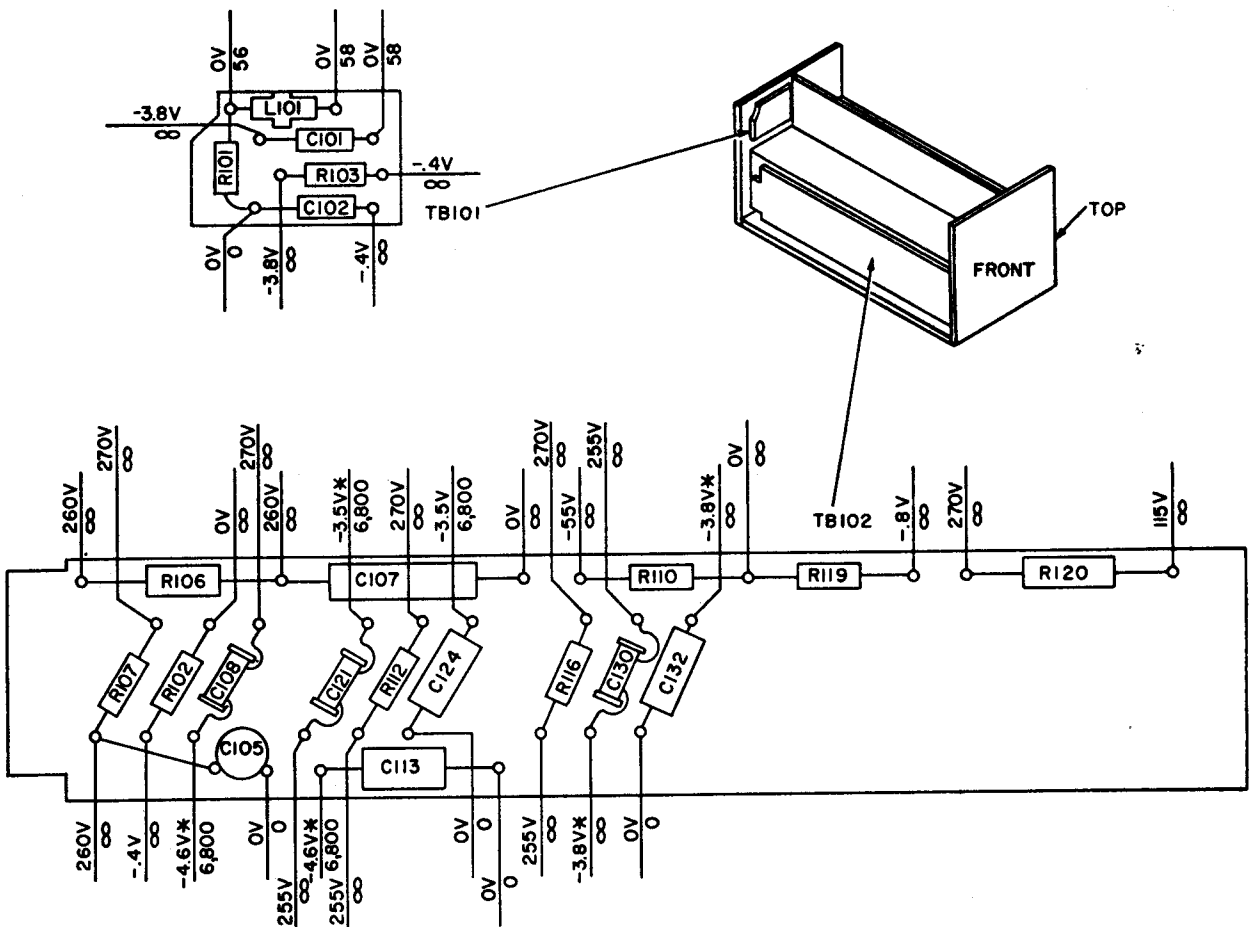 0V
56
0V
58
0V
58
-3.8V
∞
L101
C101
R101
R103
-.4V
∞
C102
TB101
0V
0
-3.8V
∞
-.4V
∞
TOP
FRONT
TB102
260V
∞
270V
∞
0V
∞
270V
∞
260V
∞
-3.5V*
6,800
270V
∞
-3.5V
6,800
0V
∞
270V
∞
-55V
∞
255V
∞
-3.8V*
∞
0V
∞
-.8V
∞
270V
∞
115V
∞
R106
C107
R110
R119
R120
R107
R102
C108
C121
R112
C124
R116
C130
C132
C105
C113
260V
∞
-.4V
∞
-4.6V*
6,800
0V
0
255V
∞
-4.6V*
6,800
255V
∞
0V
0
0V
0
255V
∞
-3.8V*
∞
0V
0